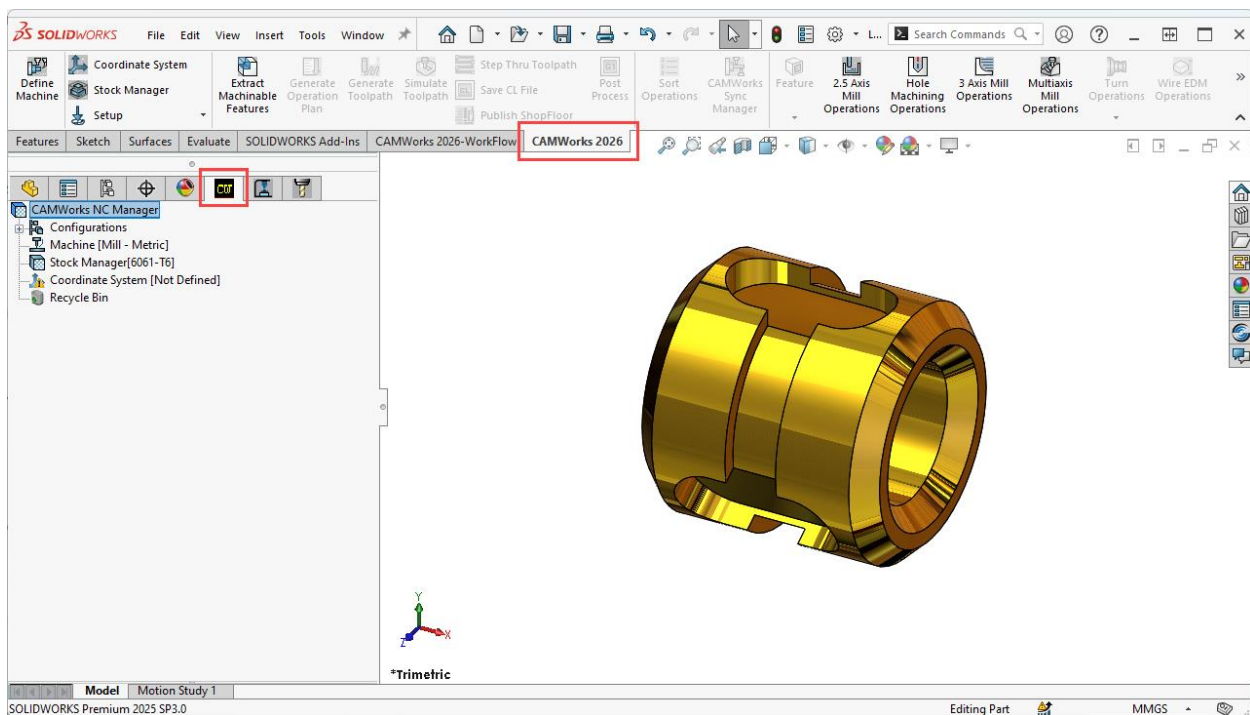 SOLIDWORKS File Edit View Insert Tools Window L... Search Commands
Define Machine
Coordinate System
Stock Manager
Setup
Extract Machinable Features
Generate Operation Plan
Generate Toolpath
Simulate Toolpath
Step Thru Toolpath
Save CL File
Publish ShopFloor
Post Process
Sort Operations
CAMWorks Sync Manager
Feature
2.5 Axis Mill Operations
Hole Machining Operations
3 Axis Mill Operations
Multiaxis Mill Operations
Turn Operations
Wire EDM Operations
Features Sketch Surfaces Evaluate SOLIDWORKS Add-Ins CAMWorks 2026-WorkFlow CAMWorks 2026
CW
CAMWorks NC Manager
Configurations
Machine [Mill - Metric]
Stock Manager[6061-T6]
Coordinate System [Not Defined]
Recycle Bin
Y
X
Z
*Trimetric
Model Motion Study 1
SOLIDWORKS Premium 2025 SP3.0 Editing Part MMGS